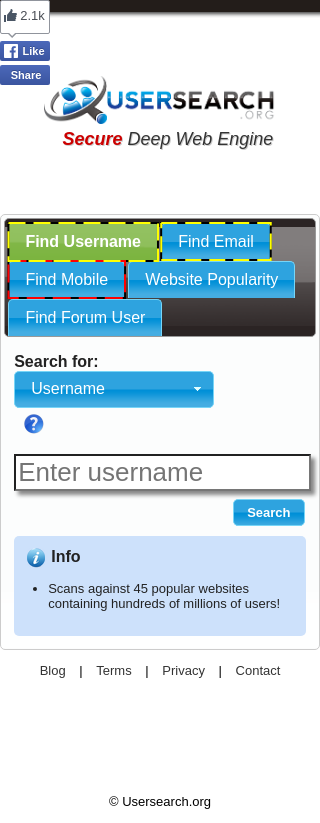 2.1k
Like
Share
USERSEARCH
.ORG
Secure Deep Web Engine
Find Username
Find Email
Find Mobile
Website Popularity
Find Forum User
Search for:
Username
?
Enter username
Search
i Info
• Scans against 45 popular websites
containing hundreds of millions of users!
Blog | Terms | Privacy | Contact
© Usersearch.org